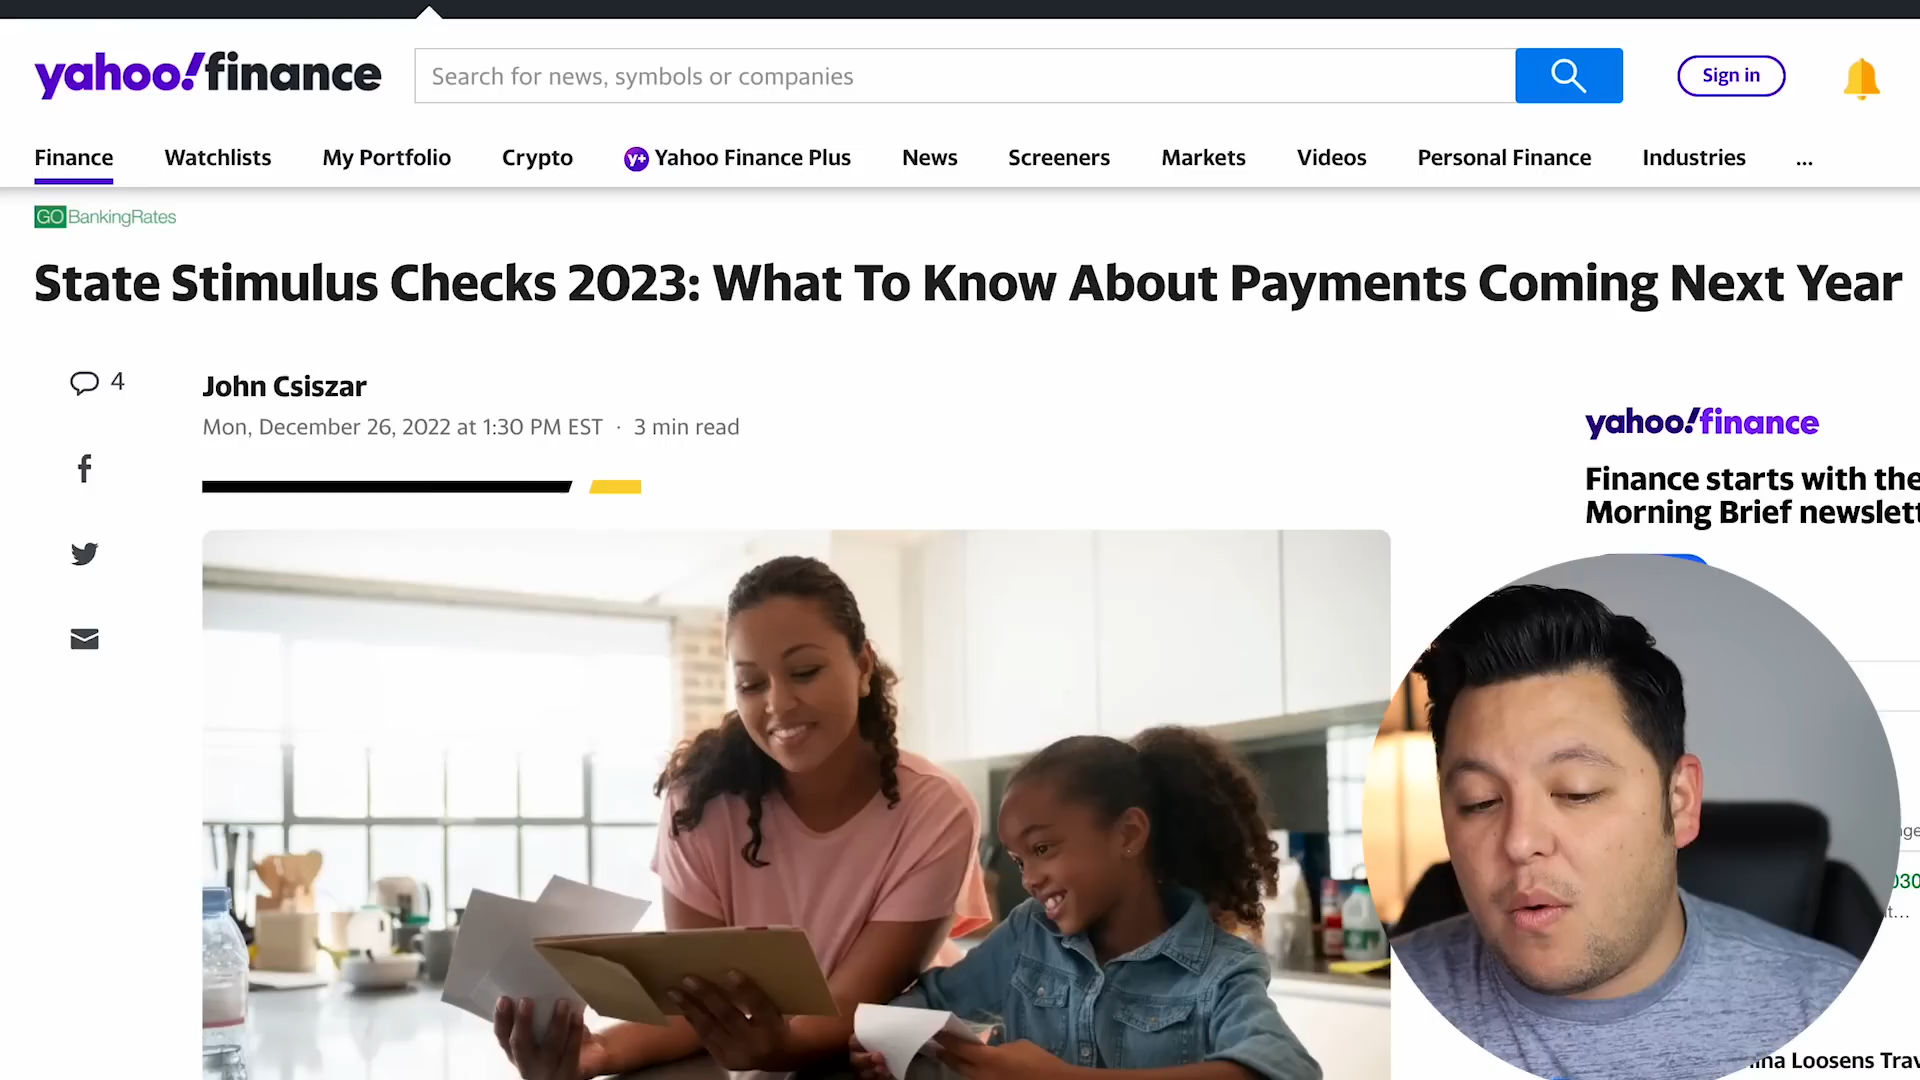 yahoo!finance
Search for news, symbols or companies
Sign in
Finance Watchlists My Portfolio Crypto y+ Yahoo Finance Plus News Screeners Markets Videos Personal Finance Industries ...
GOBankingRates
State Stimulus Checks 2023: What To Know About Payments Coming Next Year
4
John Csiszar
Mon, December 26, 2022 at 1:30 PM EST · 3 min read
yahoo!finance
Finance starts with the
Morning Brief
Loosens